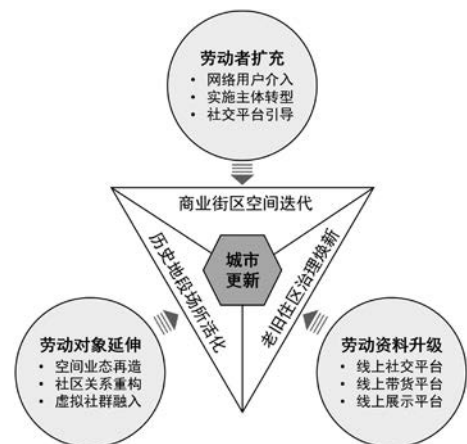 劳动者扩充
• 网络用户介入
• 实施主体转型
• 社交平台引导
商业街区空间迭代
历史地段场所活化
城市
更新
老旧住区治理焕新
劳动对象延伸
• 空间业态再造
• 社区关系重构
• 虚拟社群融入
劳动资料升级
• 线上社交平台
• 线上带货平台
• 线上展示平台